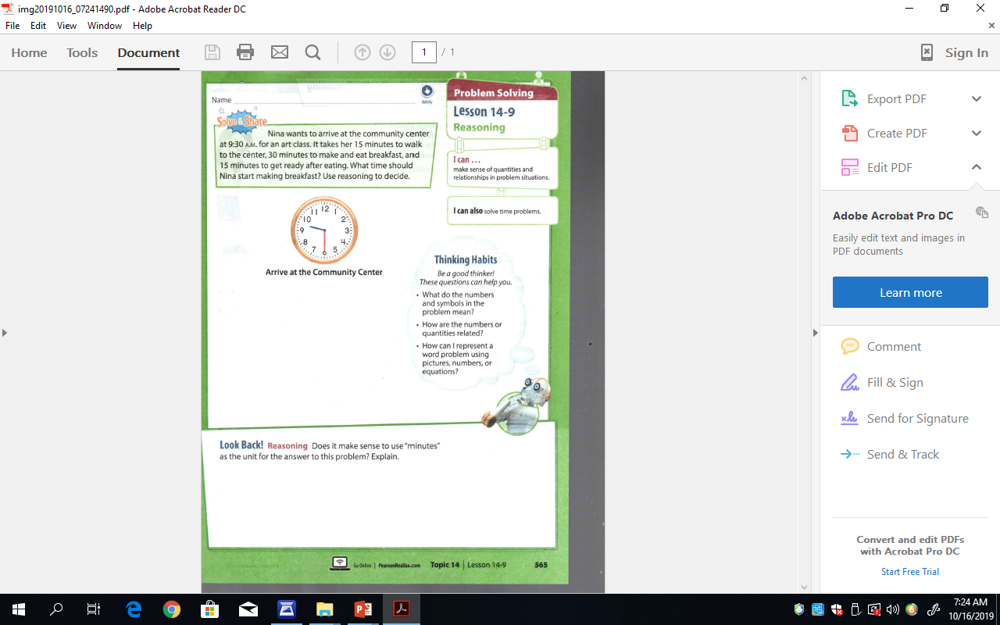 img20191016_07241490.pdf - Adobe Acrobat Reader DC
File Edit View Window Help
Home Tools Document 1 / 1 Sign In
Name
Activity
Solve & Share
Nina wants to arrive at the community center
at 9:30 A.M. for an art class. It takes her 15 minutes to walk
to the center, 30 minutes to make and eat breakfast, and
15 minutes to get ready after eating. What time should
Nina start making breakfast? Use reasoning to decide.
12
1
2
3
4
5
6
7
8
9
10
11
Arrive at the Community Center
Problem Solving
Lesson 14-9
Reasoning
I can ...
make sense of quantities and
relationships in problem situations.
I can also solve time problems.
Thinking Habits
Be a good thinker!
These questions can help you.
• What do the numbers
and symbols in the
problem mean?
• How are the numbers or
quantities related?
• How can I represent a
word problem using
pictures, numbers, or
equations?
Look Back! Reasoning Does it make sense to use "minutes"
as the unit for the answer to this problem? Explain.
Go Online | PearsonRealize.com Topic 14 | Lesson 14-9 565
Export PDF
Create PDF
Edit PDF
Adobe Acrobat Pro DC
Easily edit text and images in
PDF documents
Learn more
Comment
Fill & Sign
Send for Signature
Send & Track
Convert and edit PDFs
with Acrobat Pro DC
Start Free Trial
7:24 AM
10/16/2019